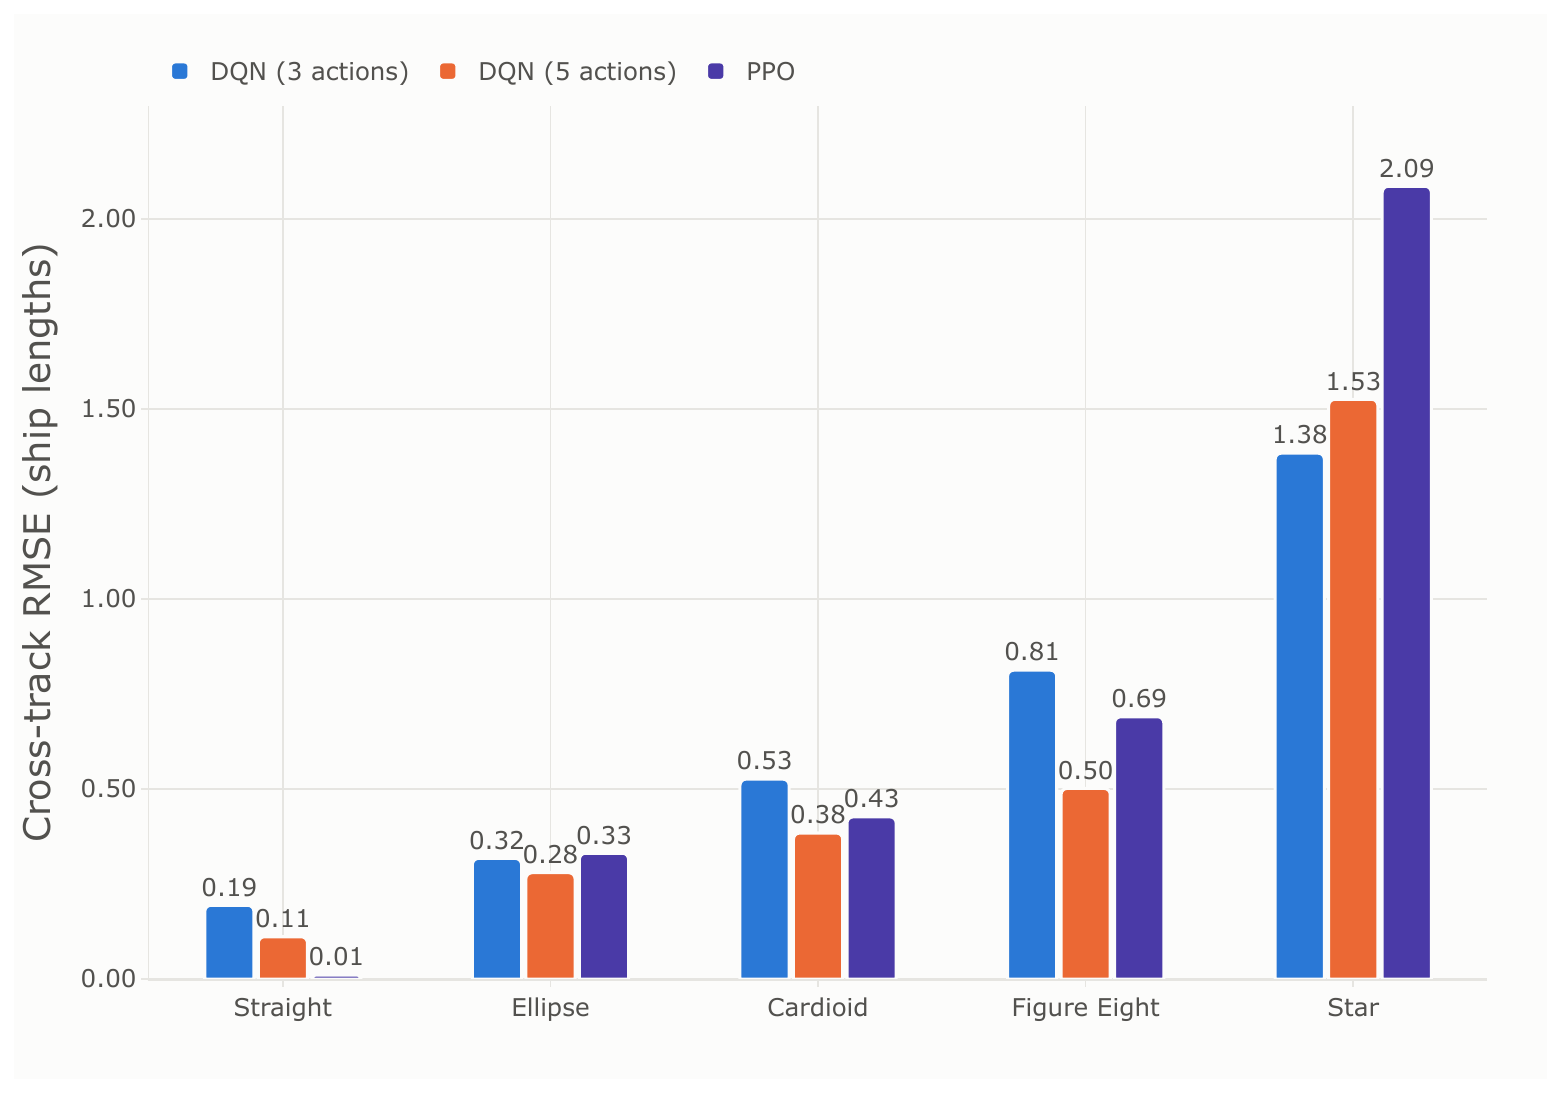 DQN (3 actions) DQN (5 actions) PPO
Cross-track RMSE (ship lengths)
2.00
1.50
1.00
0.50
0.00
0.19 0.11 0.01
0.32 0.28 0.33
0.53 0.38 0.43
0.81 0.50 0.69
1.38 1.53 2.09
Straight Ellipse Cardioid Figure Eight Star